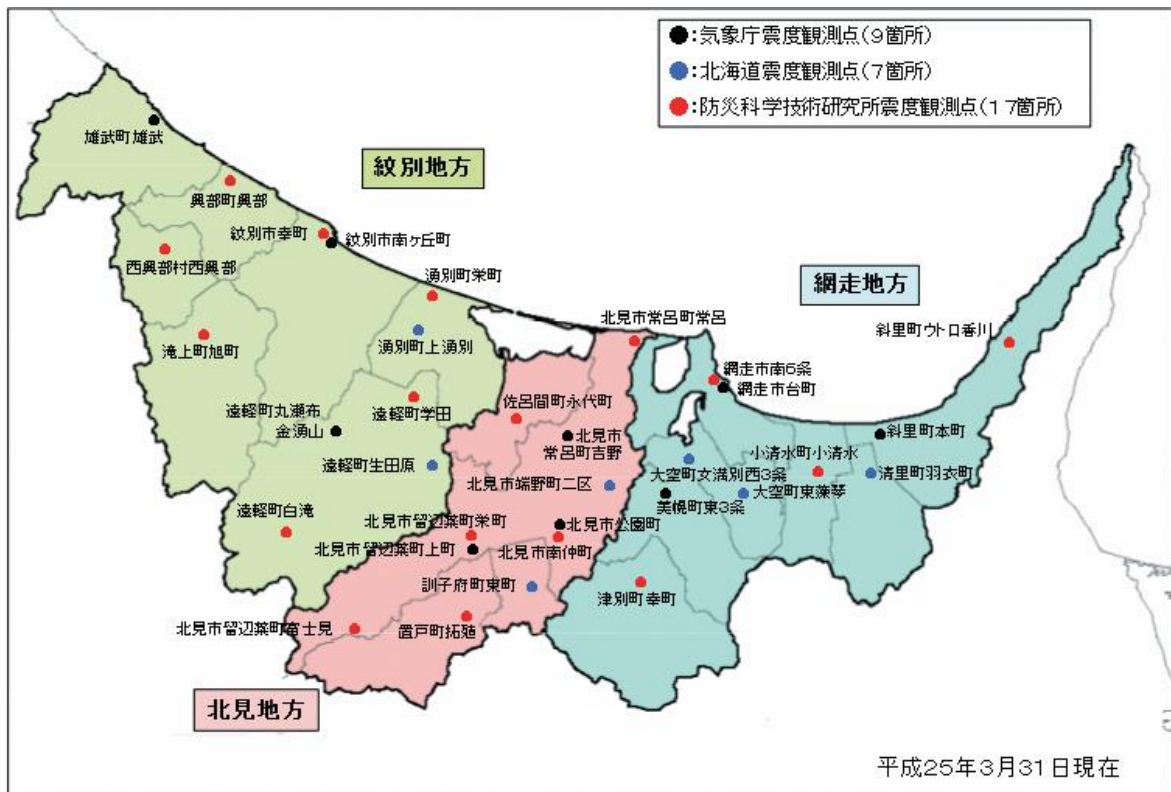 ●:気象庁震度観測点(9箇所)
●:北海道震度観測点(7箇所)
●:防災科学技術研究所震度観測点(17箇所)
雄武町雄武
紋別地方
興部町興部
紋別市幸町
紋別市南ヶ丘町
西興部村西興部
湧別町栄町
網走地方
北見市常呂町常呂
斜里町ウトロ香川
滝上町旭町
湧別町上湧別
網走市南6条
網走市台町
遠軽町丸瀬布
金湧山
遠軽町学田
佐呂間町永代町
北見市
常呂町吉野
斜里町本町
小清水町小清水
遠軽町生田原
大空町女満別西3条
清里町羽衣町
北見市端野町二区
大空町東藻琴
美幌町東3条
遠軽町白滝
北見市留辺蘂町栄町
北見市公園町
北見市留辺蘂町上町
北見市南仲町
訓子府町東町
津別町幸町
北見市留辺蘂町富士見
置戸町拓殖
北見地方
平成25年3月31日現在